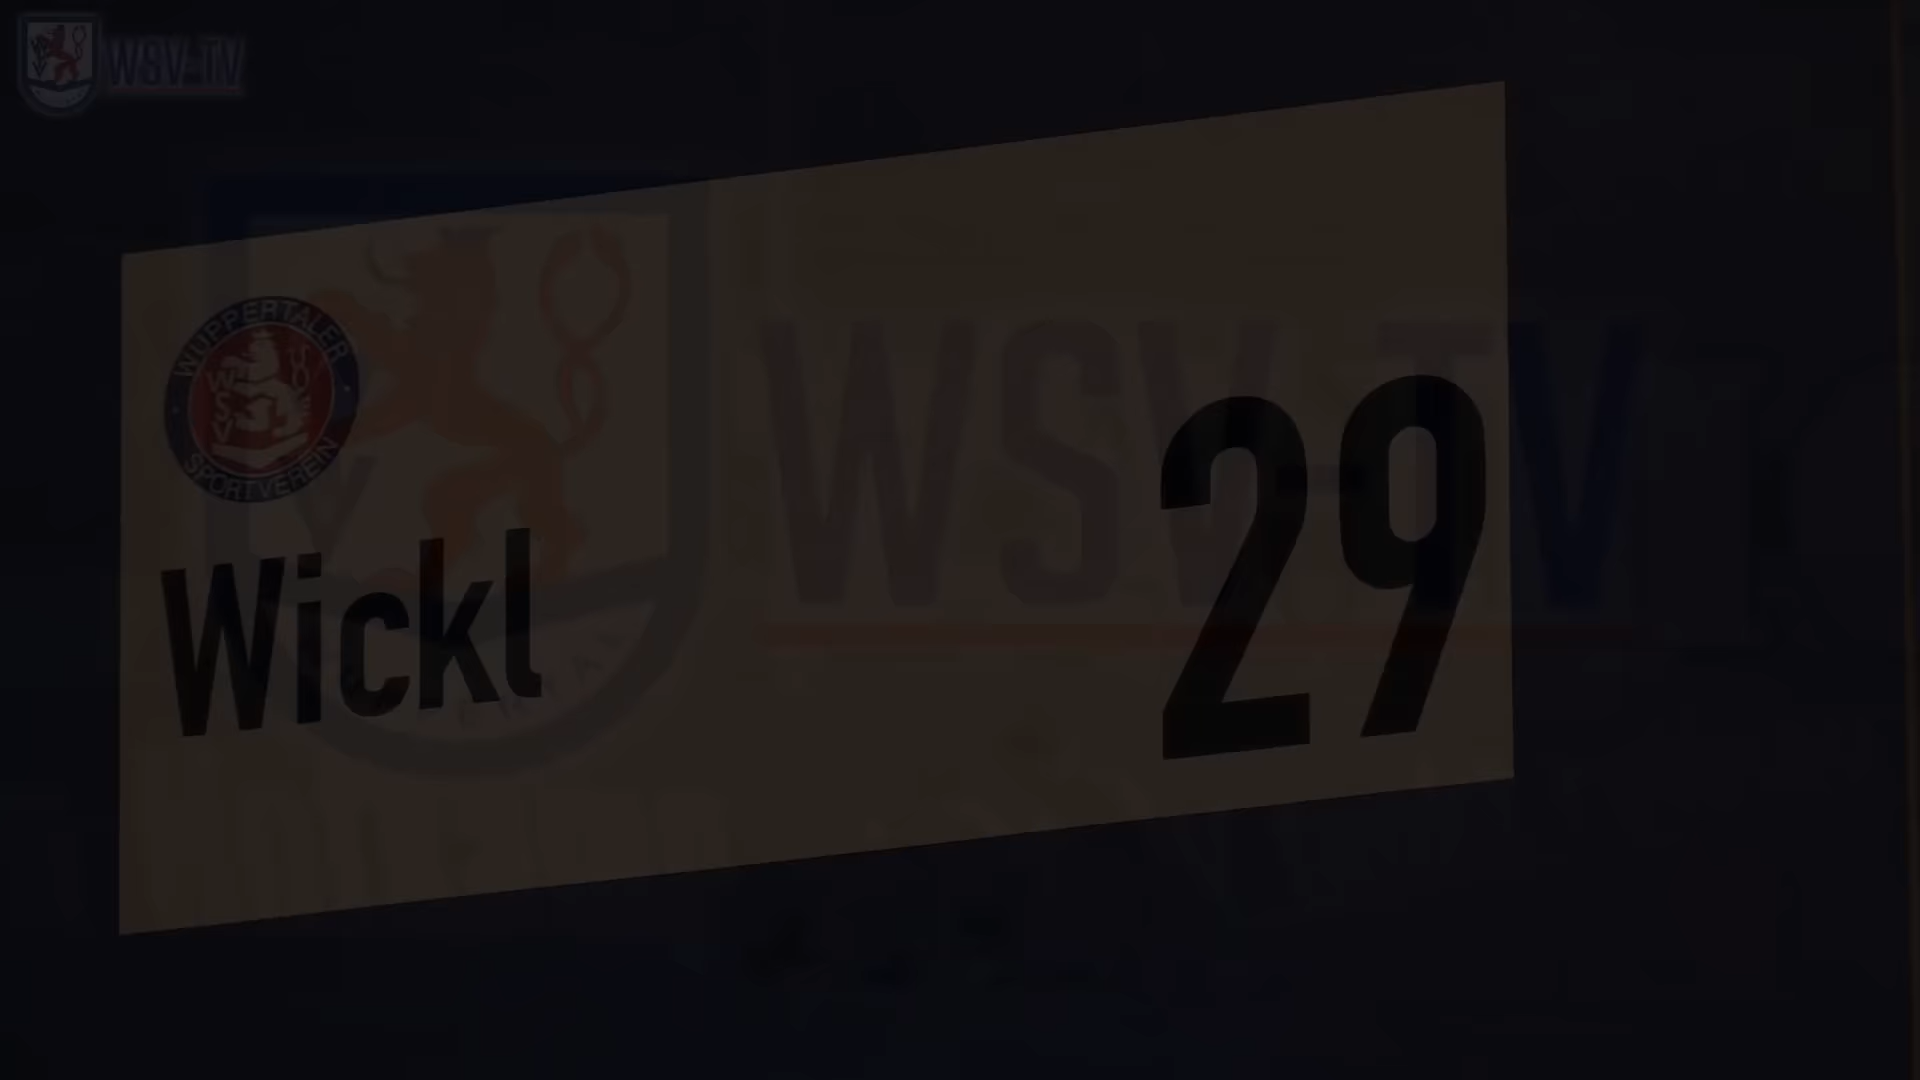 WSV-TV
WUPPERTALER
SPORTVEREIN
WSV
Wickl
29
WSV-TV